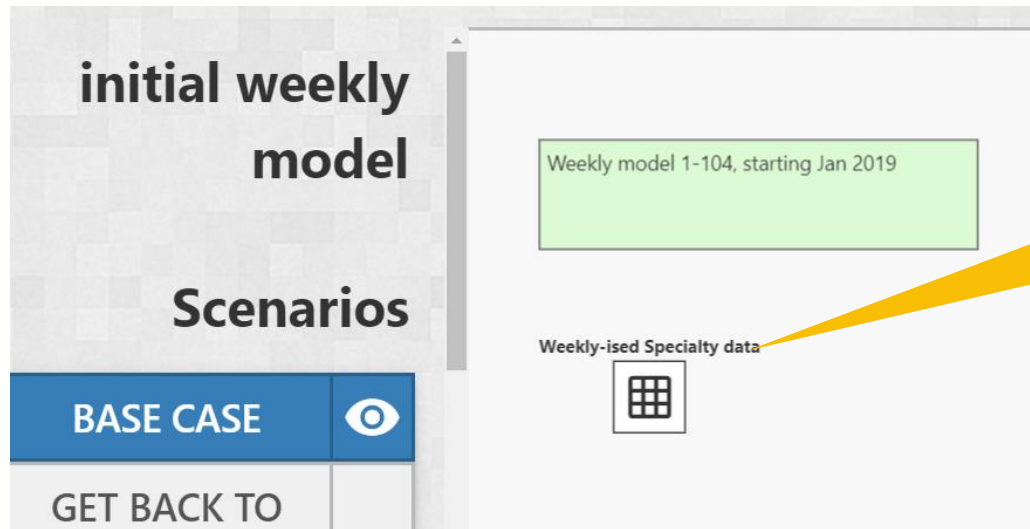 initial weekly
model
Scenarios
BASE CASE
GET BACK TO
Weekly model 1-104, starting Jan 2019
Weekly-ised Specialty data